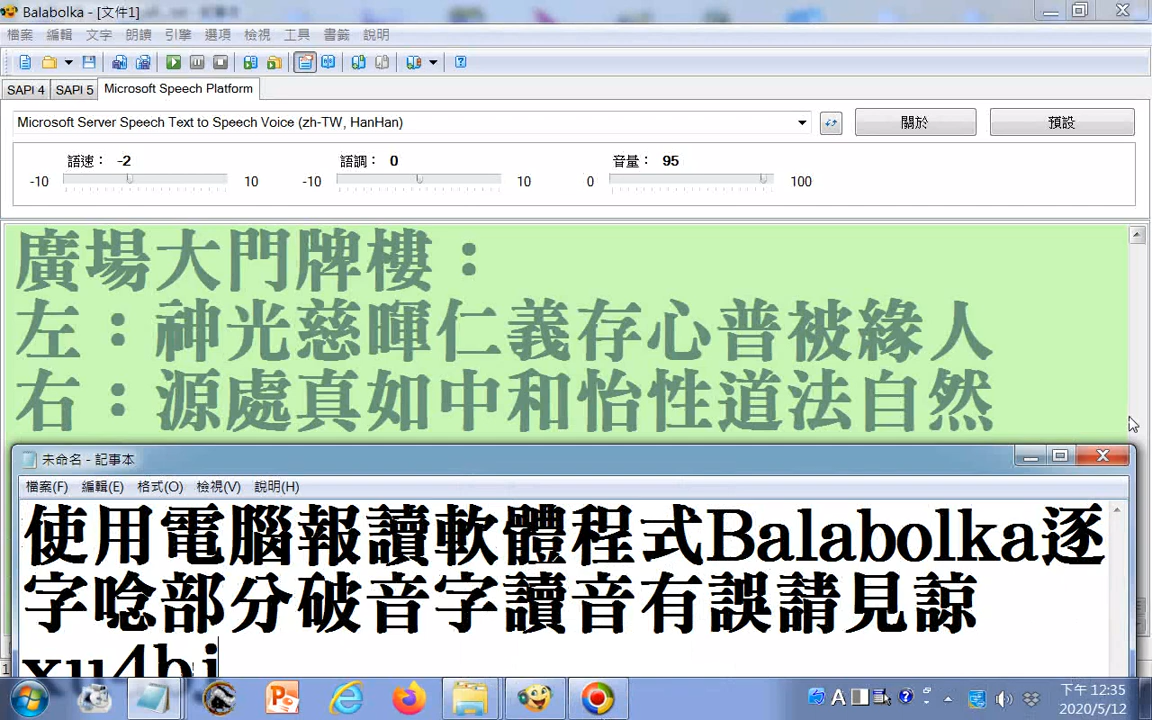 Balabolka - [文件1]
檔案 編輯 文字 朗讀 引擎 選項 檢視 工具 書籤 說明
SAPI 4 SAPI 5 Microsoft Speech Platform
Microsoft Server Speech Text to Speech Voice (zh-TW, HanHan)
關於
預設
語速： -2
語調： 0
音量： 95
-10 10 -10 10 0 100
廣場大門牌樓：
左：神光慈暉仁義存心普被緣人
右：源處真如中和怡性道法自然
未命名 - 記事本
檔案(F) 編輯(E) 格式(O) 檢視(V) 說明(H)
使用電腦報讀軟體程式Balabolka逐
字唸部分破音字讀音有誤請見諒
xu4bj
下午 12:35
2020/5/12